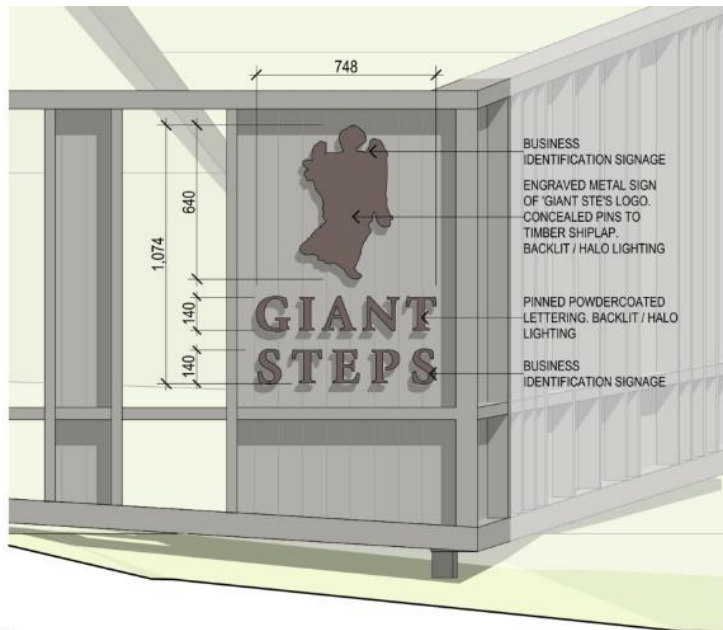 748
BUSINESS
IDENTIFICATION SIGNAGE
ENGRAVED METAL SIGN
OF 'GIANT STE'S LOGO.
CONCEALED PINS TO
TIMBER SHIPLAP.
BACKLIT / HALO LIGHTING
640
1,074
GIANT
140
PINNED POWDERCOATED
LETTERING. BACKLIT / HALO
LIGHTING
STEPS
140
BUSINESS
IDENTIFICATION SIGNAGE